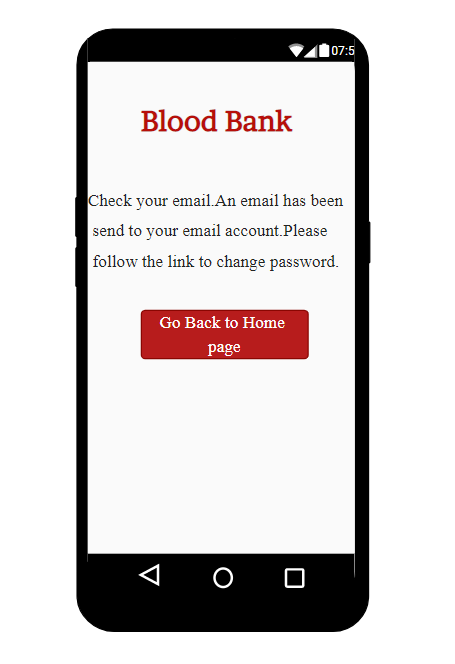 07:5
Blood Bank
Check your email.An email has been
send to your email account.Please
follow the link to change password.
Go Back to Home
page